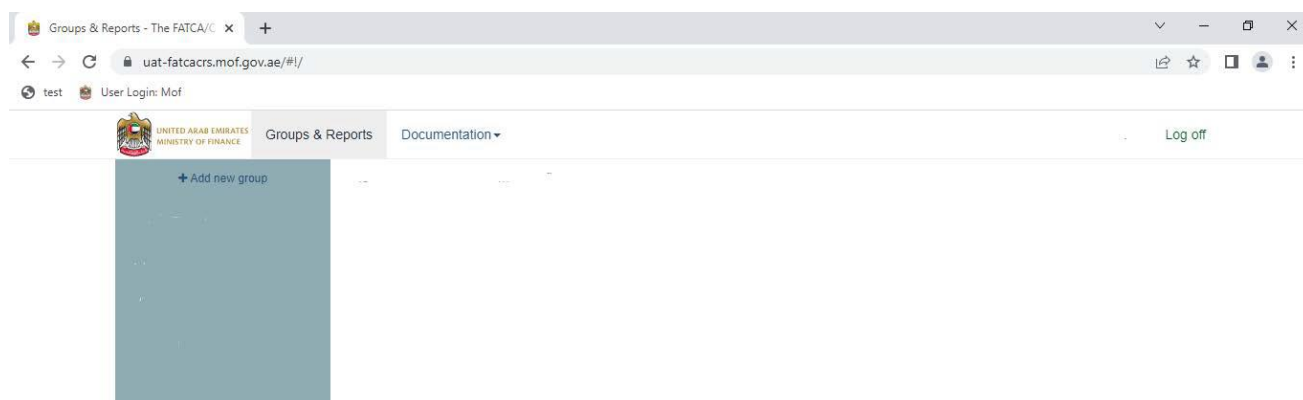 Groups & Reports - The FATCA/C
uat-fatcacrs.mof.gov.ae/#!/
test User Login: Mof
UNITED ARAB EMIRATES
MINISTRY OF FINANCE
Groups & Reports Documentation Log off
+ Add new group